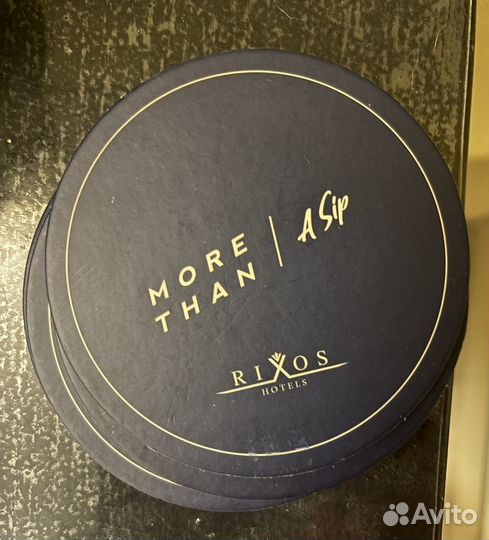 MORE
THAN
A Sip
RIXOS
HOTELS
Avito